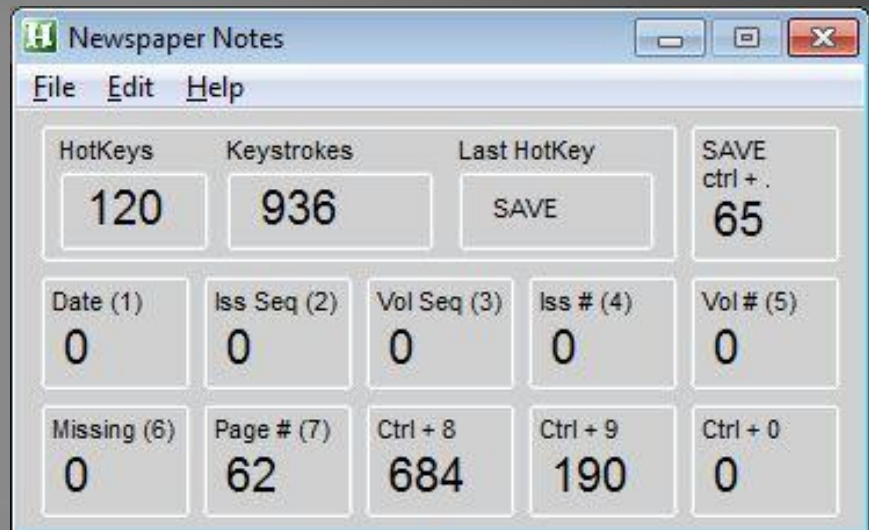 Newspaper Notes
File Edit Help
HotKeys Keystrokes Last HotKey SAVE
ctrl + .
120 936 SAVE 65
Date (1) Iss Seq (2) Vol Seq (3) Iss # (4) Vol # (5)
0 0 0 0 0
Missing (6) Page # (7) Ctrl + 8 Ctrl + 9 Ctrl + 0
0 62 684 190 0